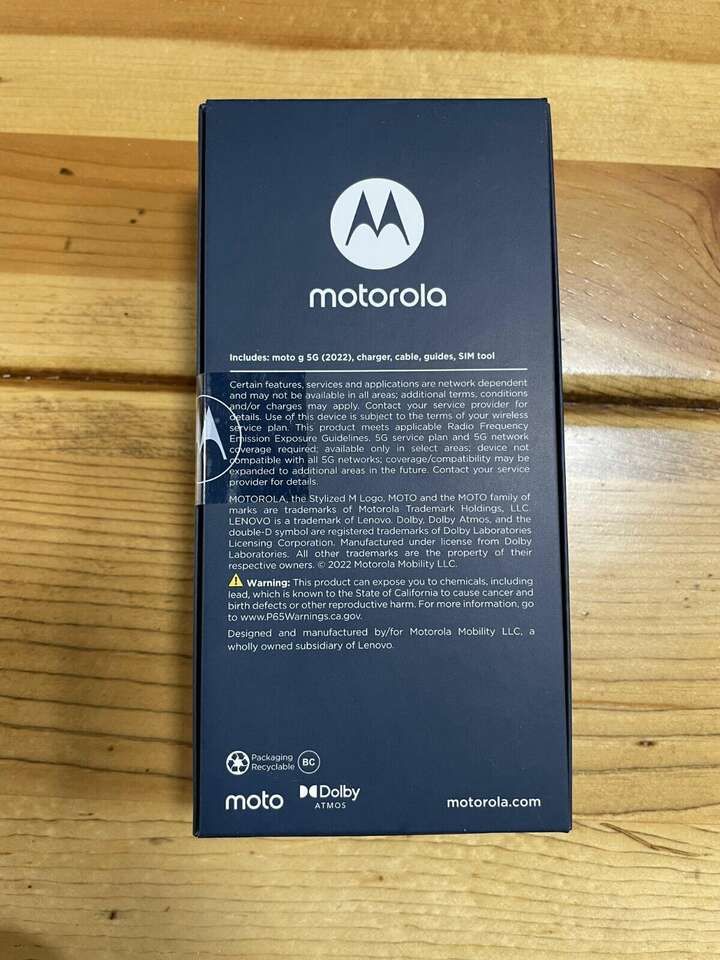 motorola
Includes: moto g 5G (2022), charger, cable, guides, SIM tool
Certain features, services and applications are network dependent
and may not be available in all areas; additional terms, conditions
and/or charges may apply. Contact your service provider for
details. Use of this device is subject to the terms of your wireless
service plan. This product meets applicable Radio Frequency
Emission Exposure Guidelines. 5G service plan and 5G network
coverage required; available only in select areas; device not
compatible with all 5G networks; coverage/compatibility may be
expanded to additional areas in the future. Contact your service
provider for details.
MOTOROLA, the Stylized M Logo, MOTO and the MOTO family of
marks are trademarks of Motorola Trademark Holdings, LLC.
LENOVO is a trademark of Lenovo. Dolby, Dolby Atmos, and the
double-D symbol are registered trademarks of Dolby Laboratories
Licensing Corporation. Manufactured under license from Dolby
Laboratories. All other trademarks are the property of their
respective owners. © 2022 Motorola Mobility LLC.
Warning: This product can expose you to chemicals, including
lead, which is known to the State of California to cause cancer and
birth defects or other reproductive harm. For more information, go
to www.P65Warnings.ca.gov.
Designed and manufactured by/for Motorola Mobility LLC, a
wholly owned subsidiary of Lenovo.
Packaging
Recyclable BC
moto Dolby
ATMOS
motorola.com